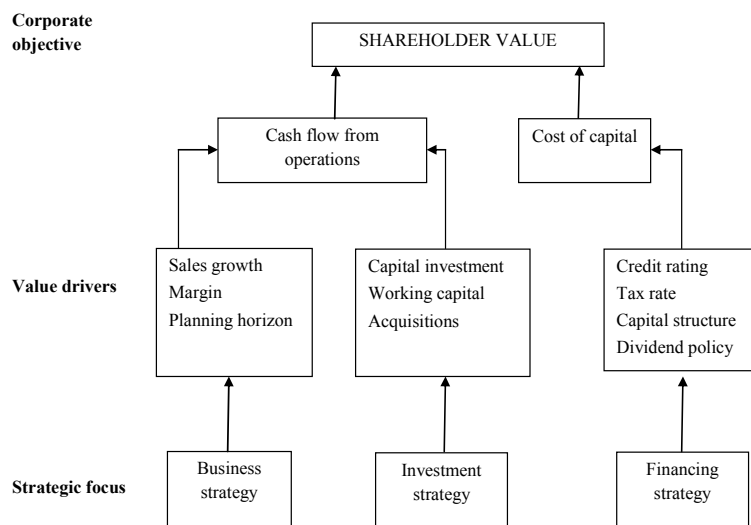 Corporate
objective
SHAREHOLDER VALUE
Cash flow from
operations
Cost of capital
Value drivers
Sales growth
Margin
Planning horizon
Capital investment
Working capital
Acquisitions
Credit rating
Tax rate
Capital structure
Dividend policy
Strategic focus
Business
strategy
Investment
strategy
Financing
strategy